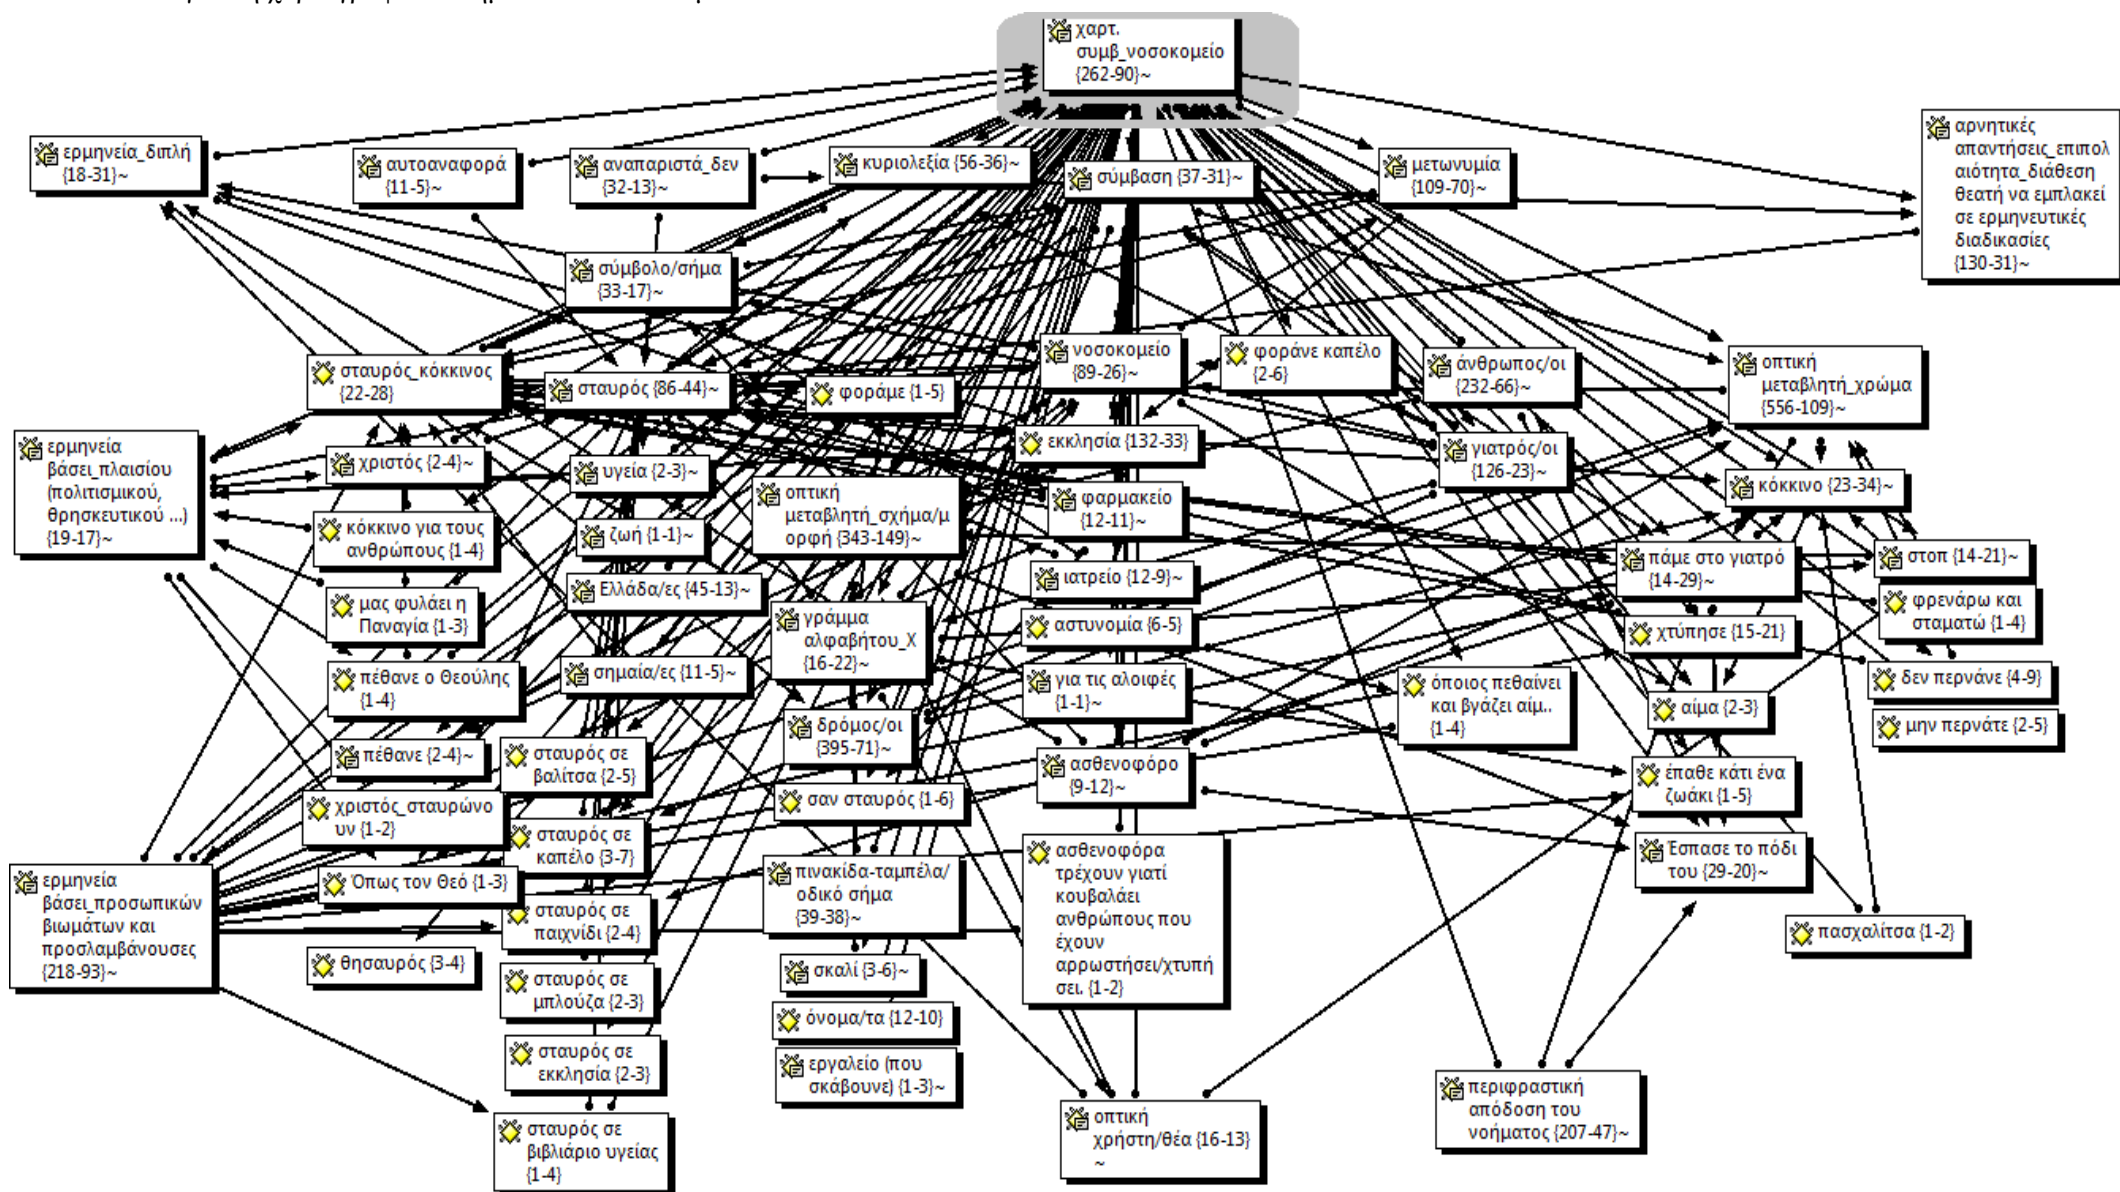 χαρτ.
συμβ_νοσοκομείο
{262-90}~
ερμηνεία_διπλή
{18-31}~
αυτοαναφορά
{11-5}~
αναπαριστά_δεν
{32-13}~
κυριολεξία {56-36}~
σύμβαση {37-31}~
μετωνυμία
{109-70}~
αρνητικές
απαντήσεις_επιπολ
αιότητα_διάθεση
θεατή να εμπλακεί
σε ερμηνευτικές
διαδικασίες
{130-31}~
σύμβολο/σήμα
{33-17}~
σταυρός_κόκκινος
{22-28}
σταυρός {86-44}~
φοράμε {1-5}
νοσοκομείο
{89-26}~
φοράνε καπέλο
{2-6}
άνθρωπος/οι
{232-66}~
οπτική
μεταβλητή_χρώμα
{556-109}~
ερμηνεία
βάσει_πλαισίου
(πολιτισμικού,
θρησκευτικού ...)
{19-17}~
χριστός {2-4}~
υγεία {2-3}~
εκκλησία {132-33}
γιατρός/οι
{126-23}~
οπτική
μεταβλητή_σχήμα/μ
ορφή {343-149}~
φαρμακείο
{12-11}~
κόκκινο {23-34}~
κόκκινο για τους
ανθρώπους {1-4}
ζωή {1-1}~
ιατρείο {12-9}~
πάμε στο γιατρό
{14-29}~
στοπ {14-21}~
μας φυλάει η
Παναγία {1-3}
Ελλάδα/ες {45-13}~
γράμμα
αλφαβήτου_Χ
{16-22}~
αστυνομία {6-5}
χτύπησε {15-21}
φρενάρω και
σταματώ {1-4}
πέθανε ο Θεούλης
{1-4}
σημαία/ες {11-5}~
για τις αλοιφές
{1-1}~
όποιος πεθαίνει
και βγάζει αίμ..
{1-4}
αίμα {2-3}
δεν περνάνε {4-9}
μην περνάτε {2-5}
πέθανε {2-4}~
σταυρός σε
βαλίτσα {2-5}
δρόμος/οι
{395-71}~
ασθενοφόρο
{9-12}~
έπαθε κάτι ένα
ζωάκι {1-5}
χριστός_σταυρώνο
υν {1-2}
σταυρός σε
καπέλο {3-7}
σαν σταυρός {1-6}
Έσπασε το πόδι
του {29-20}~
ερμηνεία
βάσει_προσωπικών
βιωμάτων και
προσλαμβάνουσες
{218-93}~
Όπως τον Θεό {1-3}
σταυρός σε
παιχνίδι {2-4}
πινακίδα-ταμπέλα/
οδικό σήμα
{39-38}~
ασθενοφόρα
τρέχουν γιατί
κουβαλάει
ανθρώπους που
έχουν
αρρωστήσει/χτυπή
σει. {1-2}
πασχαλίτσα {1-2}
θησαυρός {3-4}
σταυρός σε
μπλούζα {2-3}
σκαλί {3-6}~
όνομα/τα {12-10}
σταυρός σε
εκκλησία {2-3}
εργαλείο (που
σκάβουνε) {1-3}~
σταυρός σε
βιβλιάριο υγείας
{1-4}
οπτική
χρήστη/θέα {16-13}
~
περιφραστική
απόδοση του
νοήματος {207-47}~